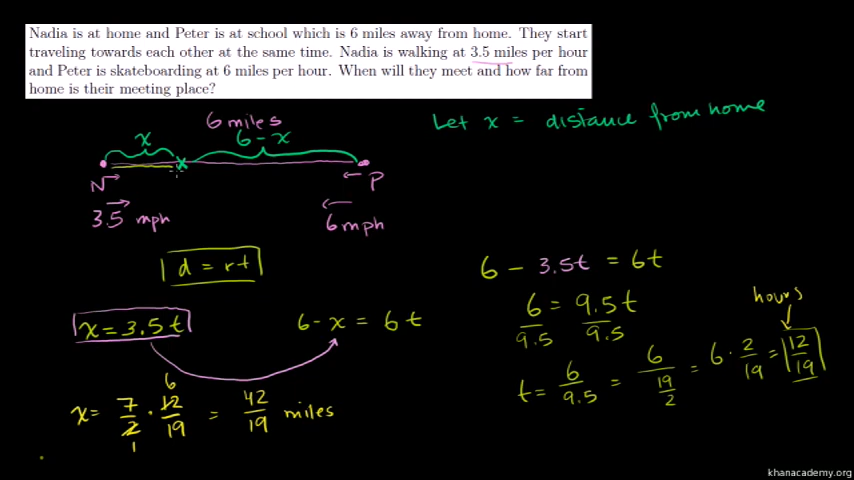 Nadia is at home and Peter is at school which is 6 miles away from home. They start
traveling towards each other at the same time. Nadia is walking at 3.5 miles per hour
and Peter is skateboarding at 6 miles per hour. When will they meet and how far from
home is their meeting place?
Let x = distance from home
6 miles
x 6 - x
x
N P
3.5 mph 6 mph
d = rt
6 - 3.5t = 6t
x = 3.5t
6 - x = 6t
6/9.5 = 9.5t/9.5
hours
t = 6/9.5 = 6/(19/2) = 6 · 2/19 = 12/19
6
x = 7/2 · 12/19 = 42/19 miles
1
khanacademy.org